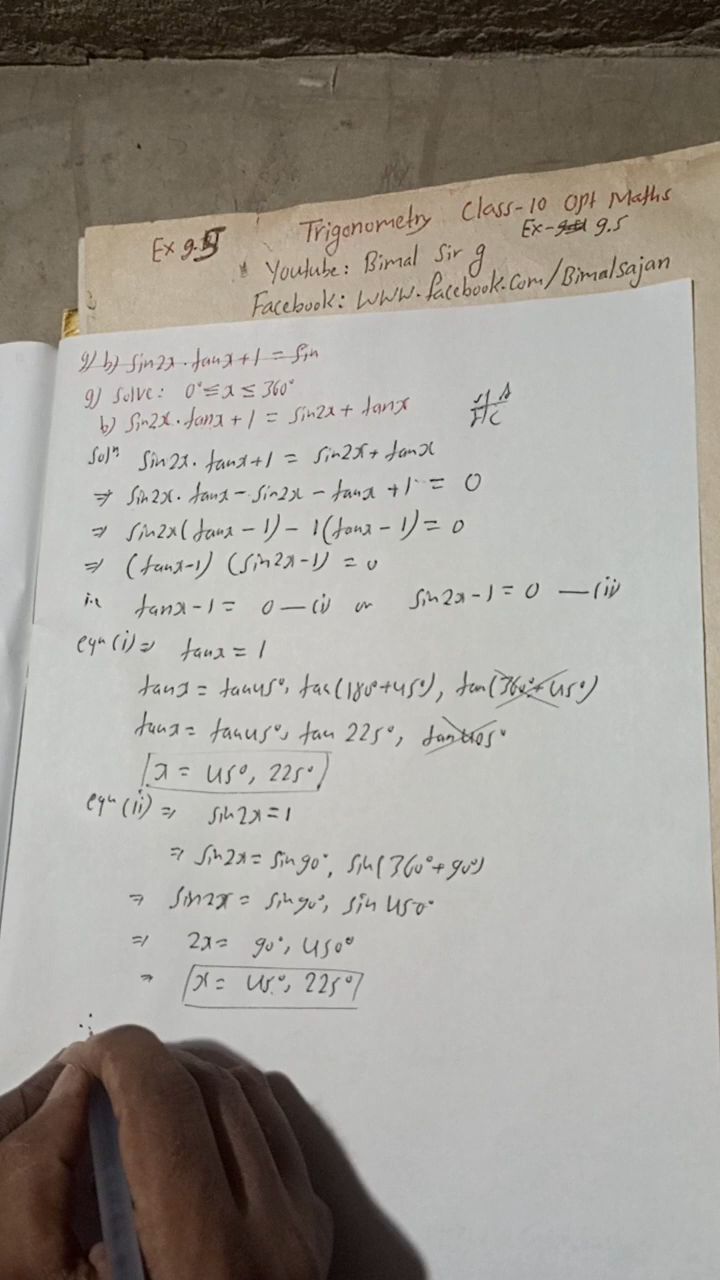 Ex 9.5
Trigonometry Class-10 Opt Maths
Ex- 9.5
Youtube: Bimal Sir g
Facebook: WWW.facebook.com/Bimalsajan
g) b) sin2x.tanx+1=sin
g) Solve: 0°≤x≤360°
b) sin2x.tanx+1 = sin2x+tanx
Solⁿ sin2x.tanx+1 = sin2x+tanx
⇒ sin2x.tanx-sin2x-tanx+1 = 0
⇒ sin2x(tanx-1)-1(tanx-1)=0
⇒ (tanx-1) (sin2x-1) = 0
i.e tanx-1= 0 —(i) or sin2x-1=0 —(ii)
eqⁿ(i)⇒ tanx=1
tanx=tan45°, tan(180°+45°), tan(360°+45°)
tanx= tan45°, tan 225°, tan405°
x = 45°, 225°
eqⁿ(ii) ⇒ sin2x=1
⇒ sin2x=sin90°, sin(360°+90°)
⇒ sin2x= sin90°, sin 450°
⇒ 2x= 90°, 450°
⇒ x= 45°, 225°
∴